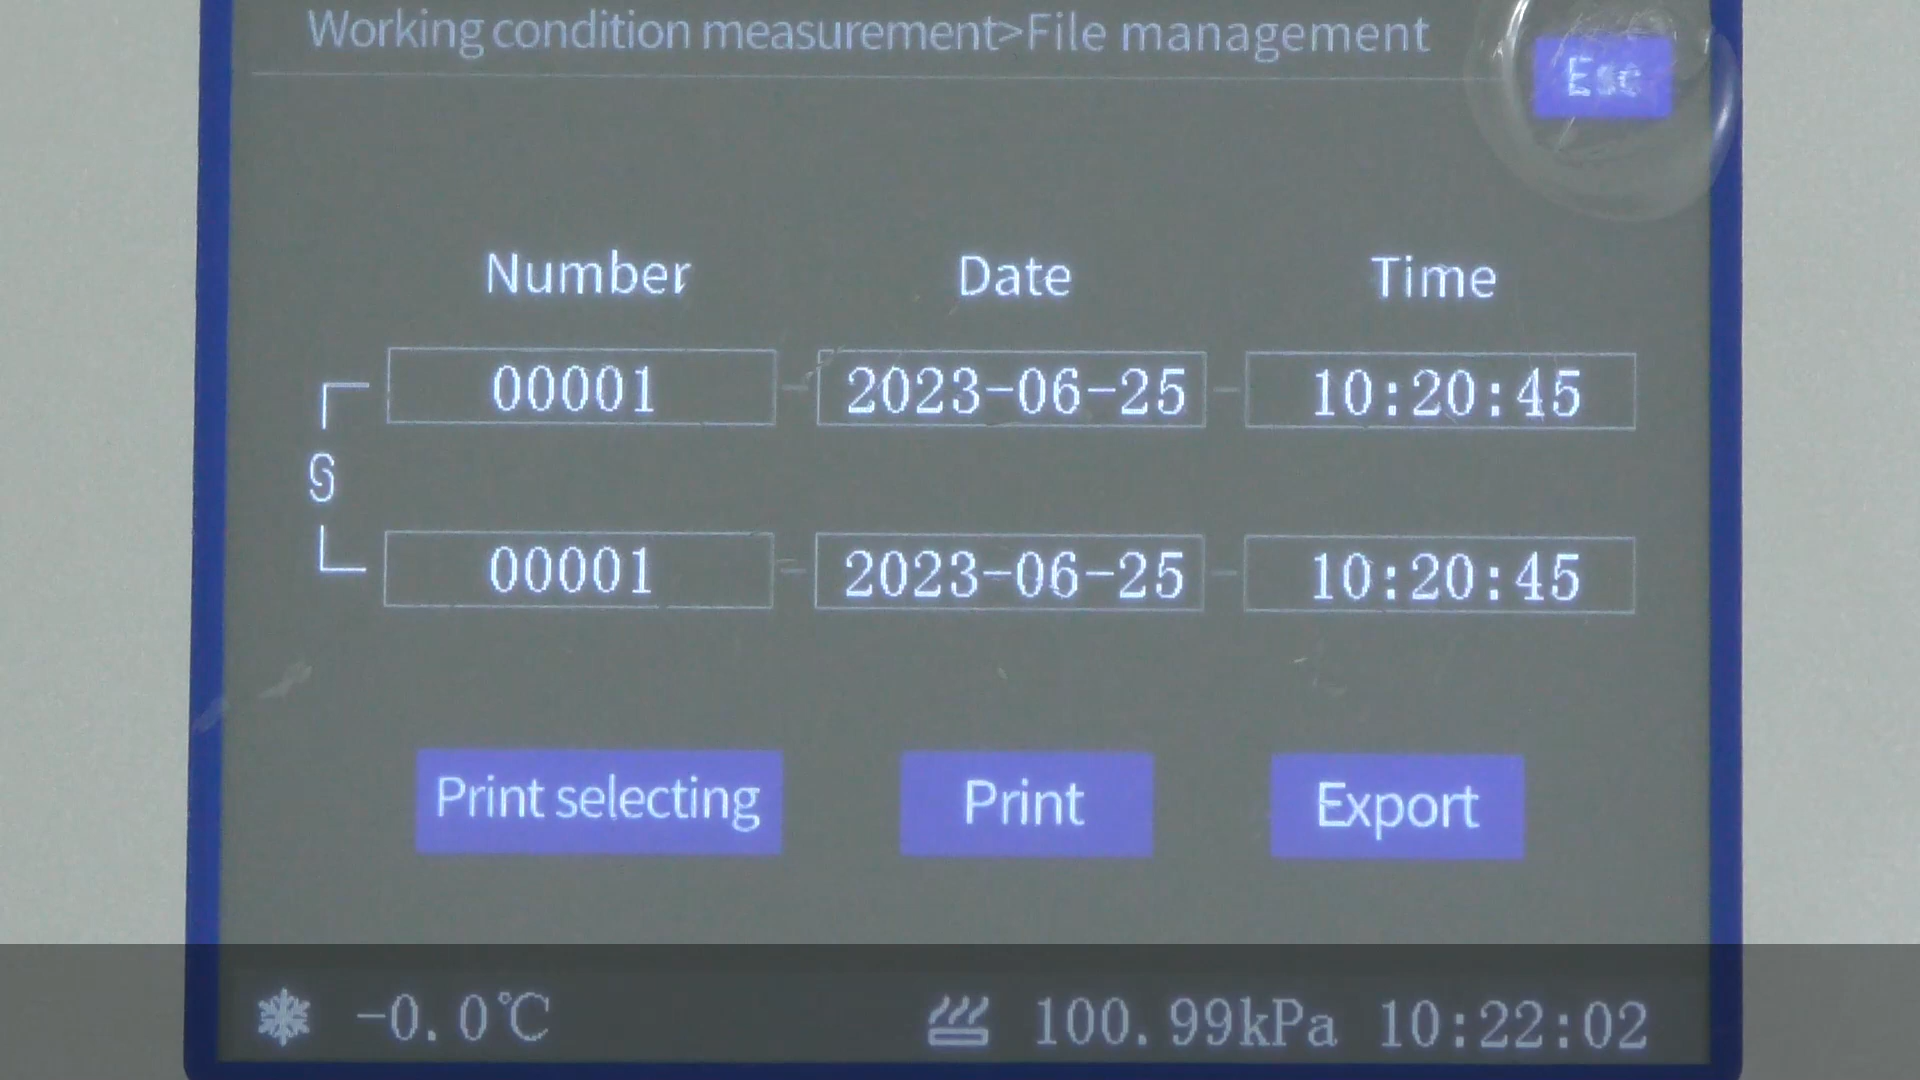 Working condition measurement>File management
Esc
Number Date Time
00001 2023-06-25 10:20:45
S
00001 2023-06-25 10:20:45
Print selecting Print Export
-0.0℃ 100.99kPa 10:22:02